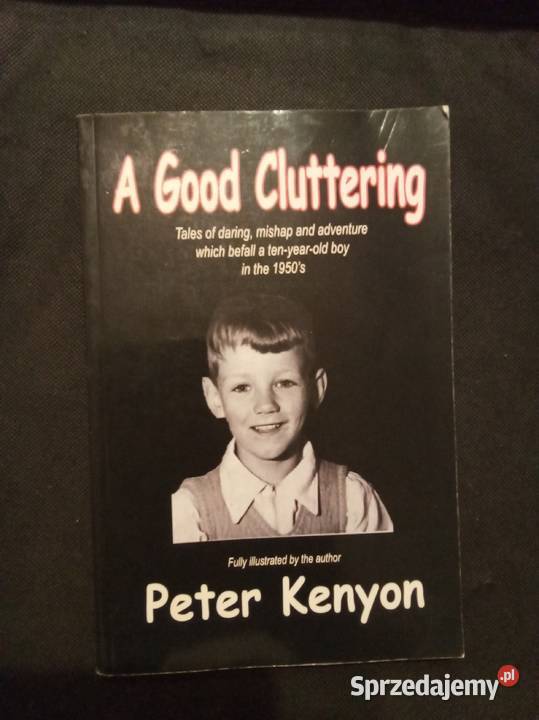 A Good Cluttering
Tales of daring, mishap and adventure
which befall a ten-year-old boy
in the 1950's
Fully illustrated by the author
Peter Kenyon
Sprzedajemy.pl